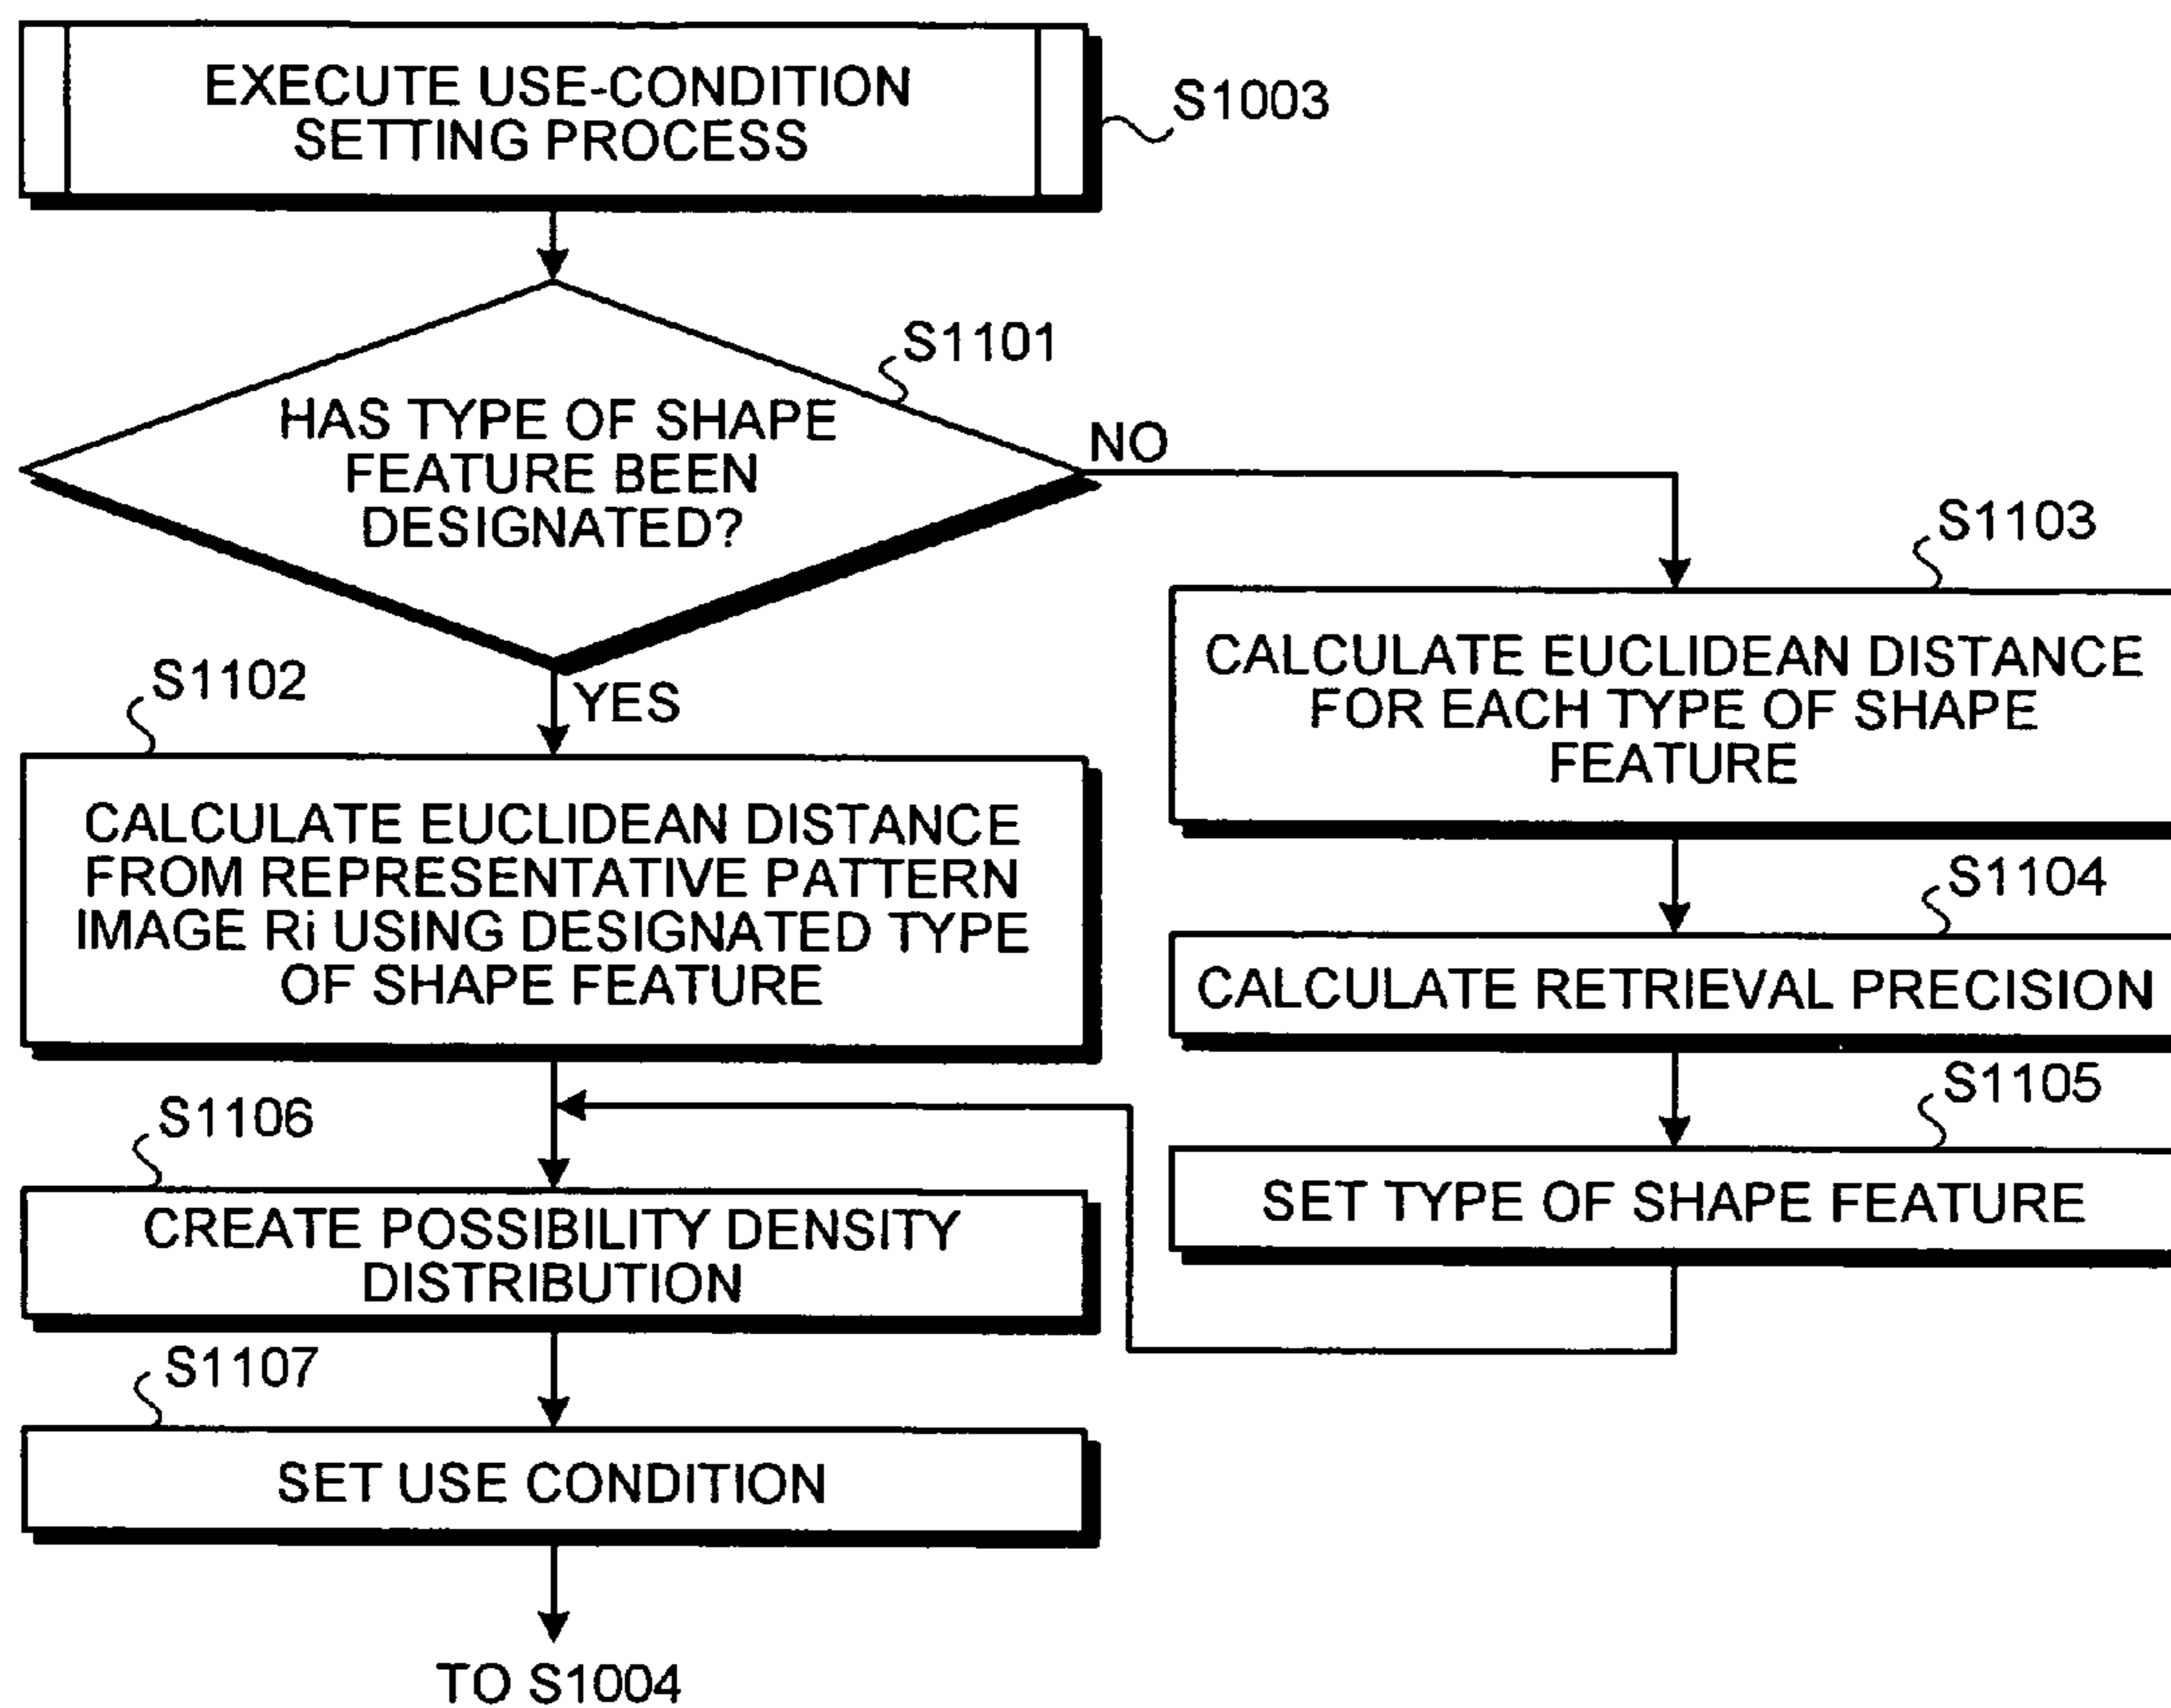 EXECUTE USE-CONDITION
SETTING PROCESS
S1003
S1101
HAS TYPE OF SHAPE
FEATURE BEEN
DESIGNATED?
NO
YES
S1102
CALCULATE EUCLIDEAN DISTANCE
FROM REPRESENTATIVE PATTERN
IMAGE Ri USING DESIGNATED TYPE
OF SHAPE FEATURE
S1103
CALCULATE EUCLIDEAN DISTANCE
FOR EACH TYPE OF SHAPE
FEATURE
S1104
CALCULATE RETRIEVAL PRECISION
S1105
SET TYPE OF SHAPE FEATURE
S1106
CREATE POSSIBILITY DENSITY
DISTRIBUTION
S1107
SET USE CONDITION
TO S1004